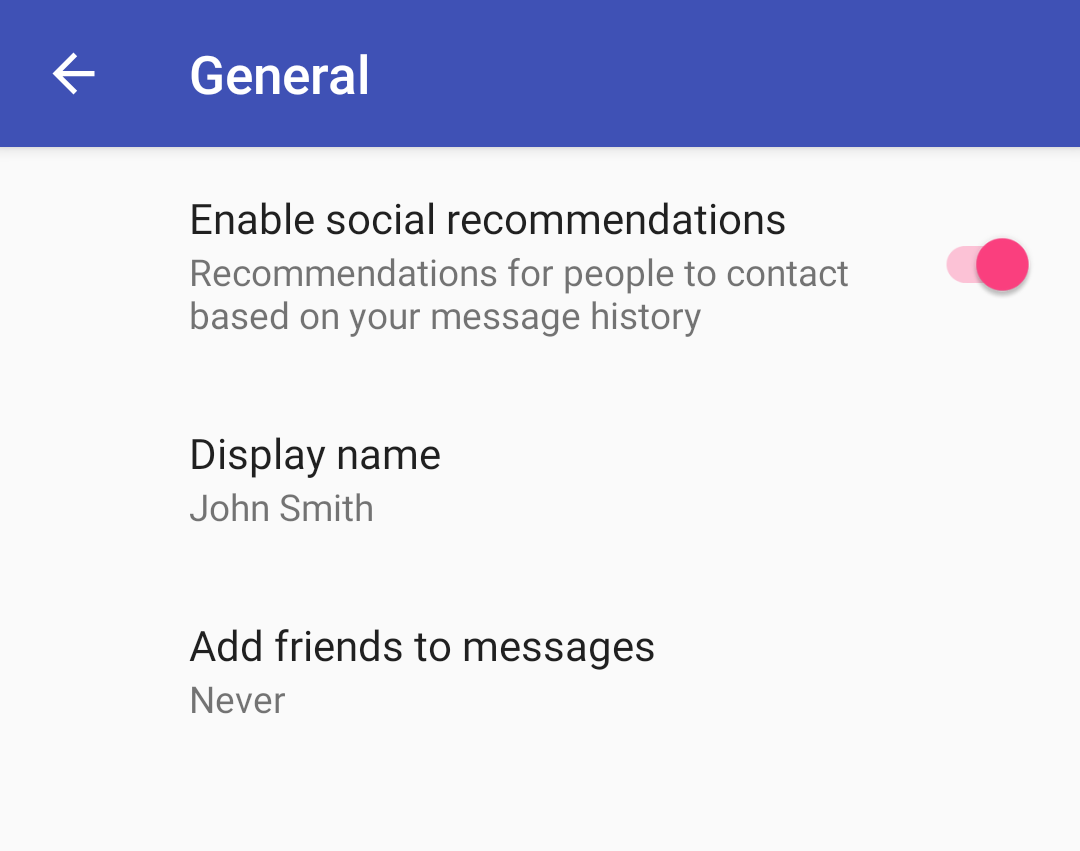 General
Enable social recommendations
Recommendations for people to contact
based on your message history
Display name
John Smith
Add friends to messages
Never